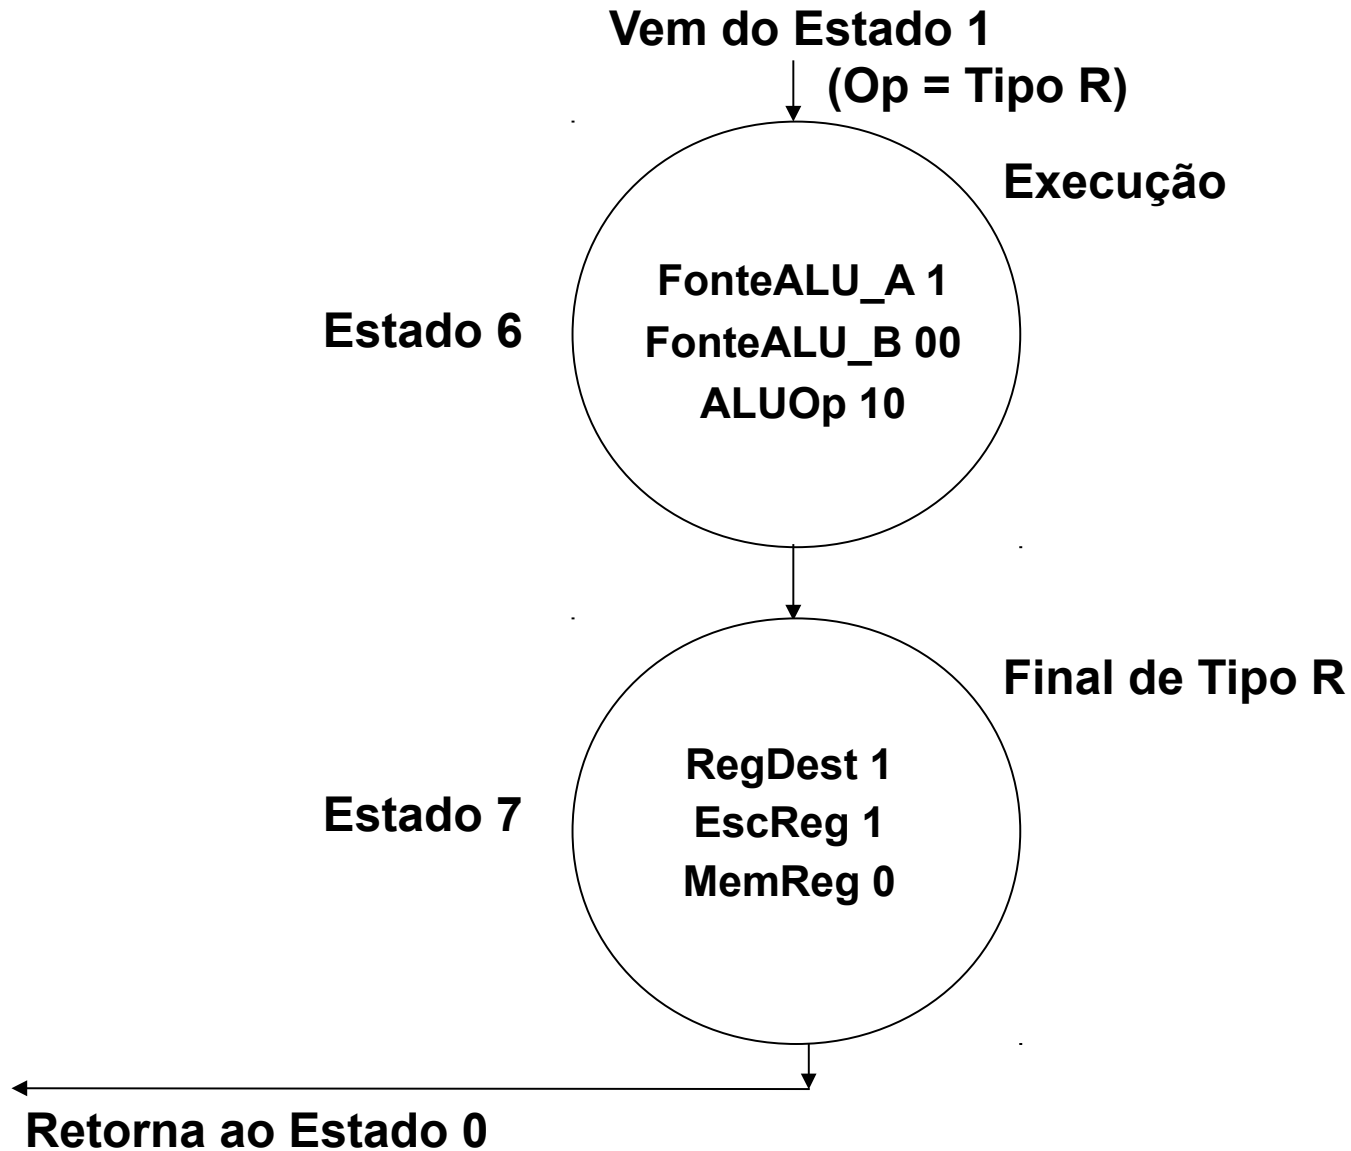 Vem do Estado 1
(Op = Tipo R)
Execução
FonteALU_A 1
Estado 6
FonteALU_B 00
ALUOp 10
Final de Tipo R
RegDest 1
Estado 7
EscReg 1
MemReg 0
Retorna ao Estado 0